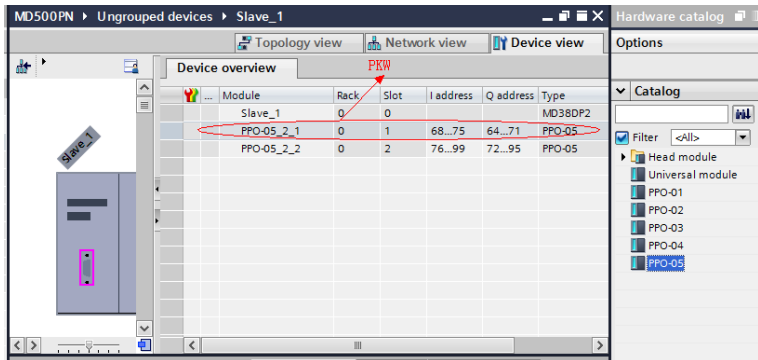 MD500PN ▸ Ungrouped devices ▸ Slave_1
Hardware catalog
Topology view Network view Device view
Options
Device overview
PKW
Catalog
... Module Rack Slot I address Q address Type
Slave_1 0 0 MD38DP2
PPO-05_2_1 0 1 68...75 64...71 PPO-05
PPO-05_2_2 0 2 76...99 72...95 PPO-05
Slave_1
Filter <All>
Head module
Universal module
PPO-01
PPO-02
PPO-03
PPO-04
PPO-05